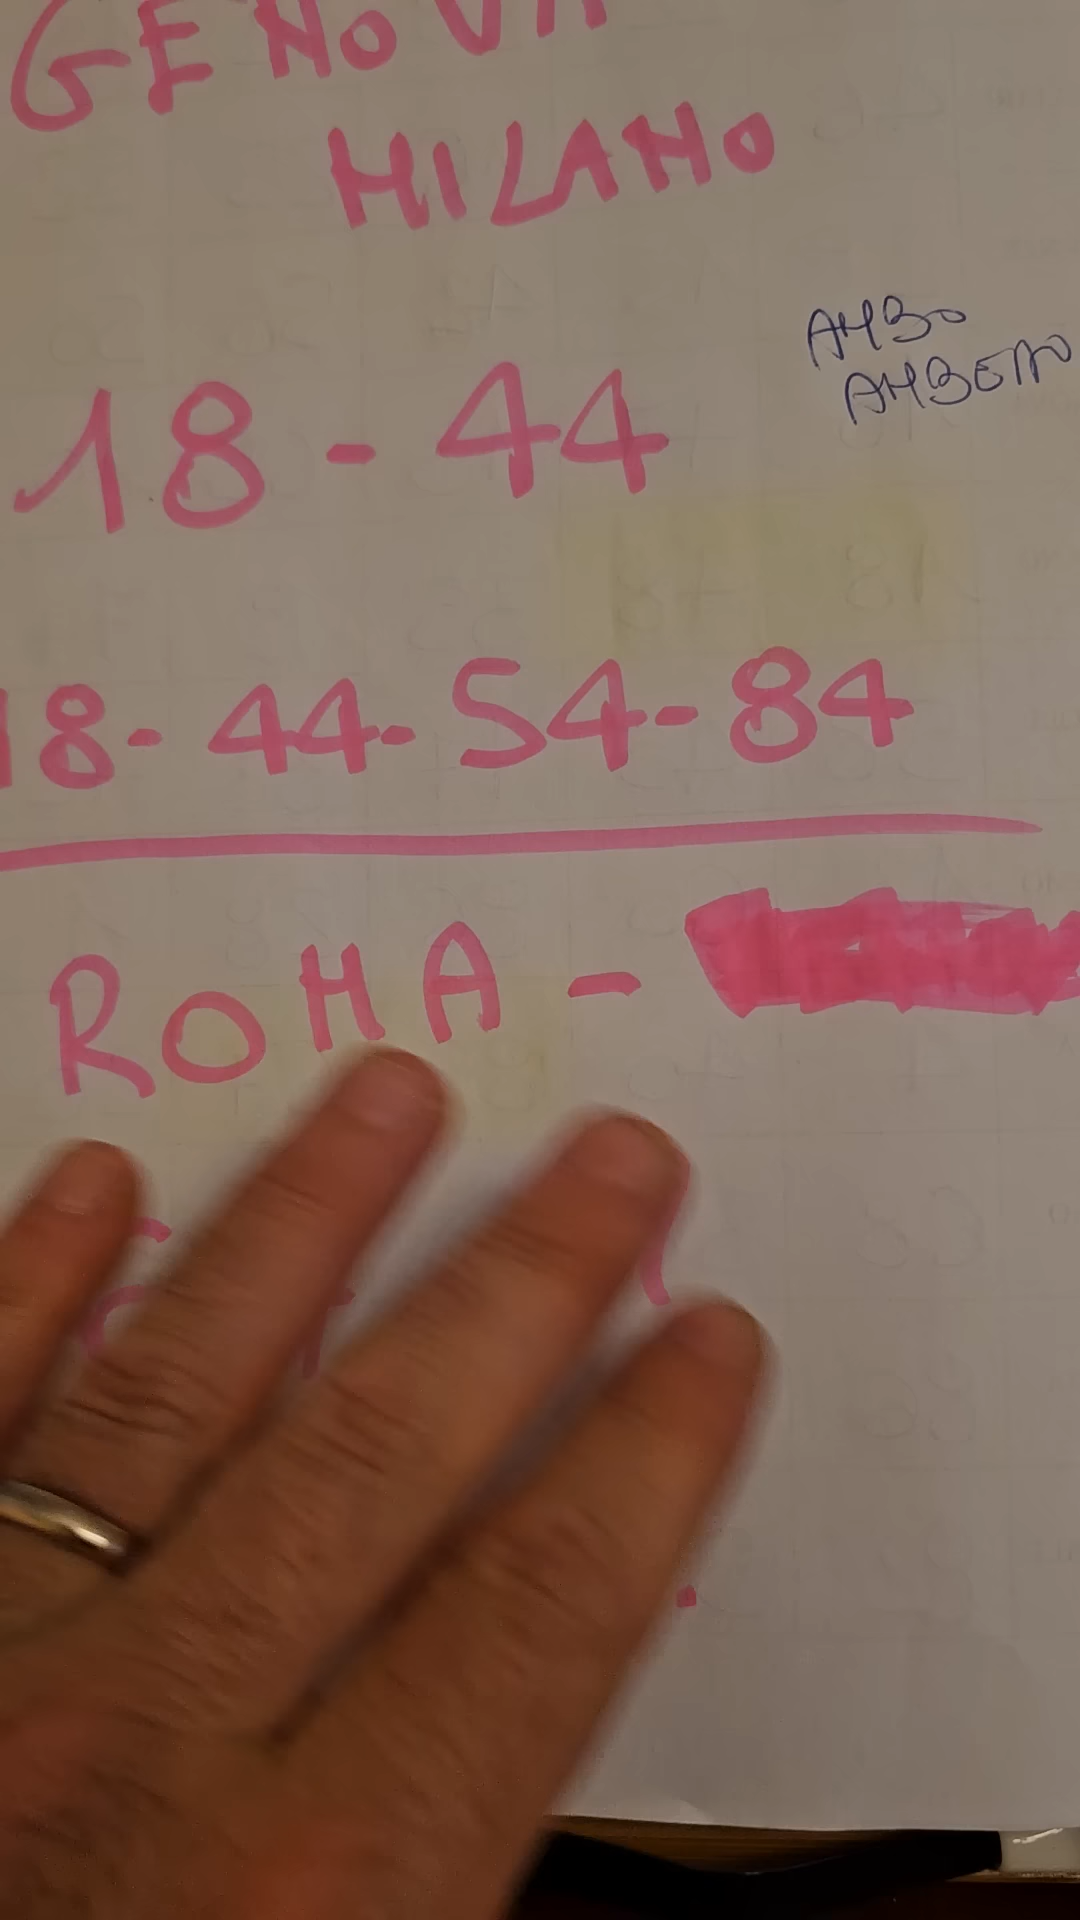 GENOVA
MILANO
AMBO
AMBETTO
18 - 44
18 - 44 - 54 - 84
ROMA -